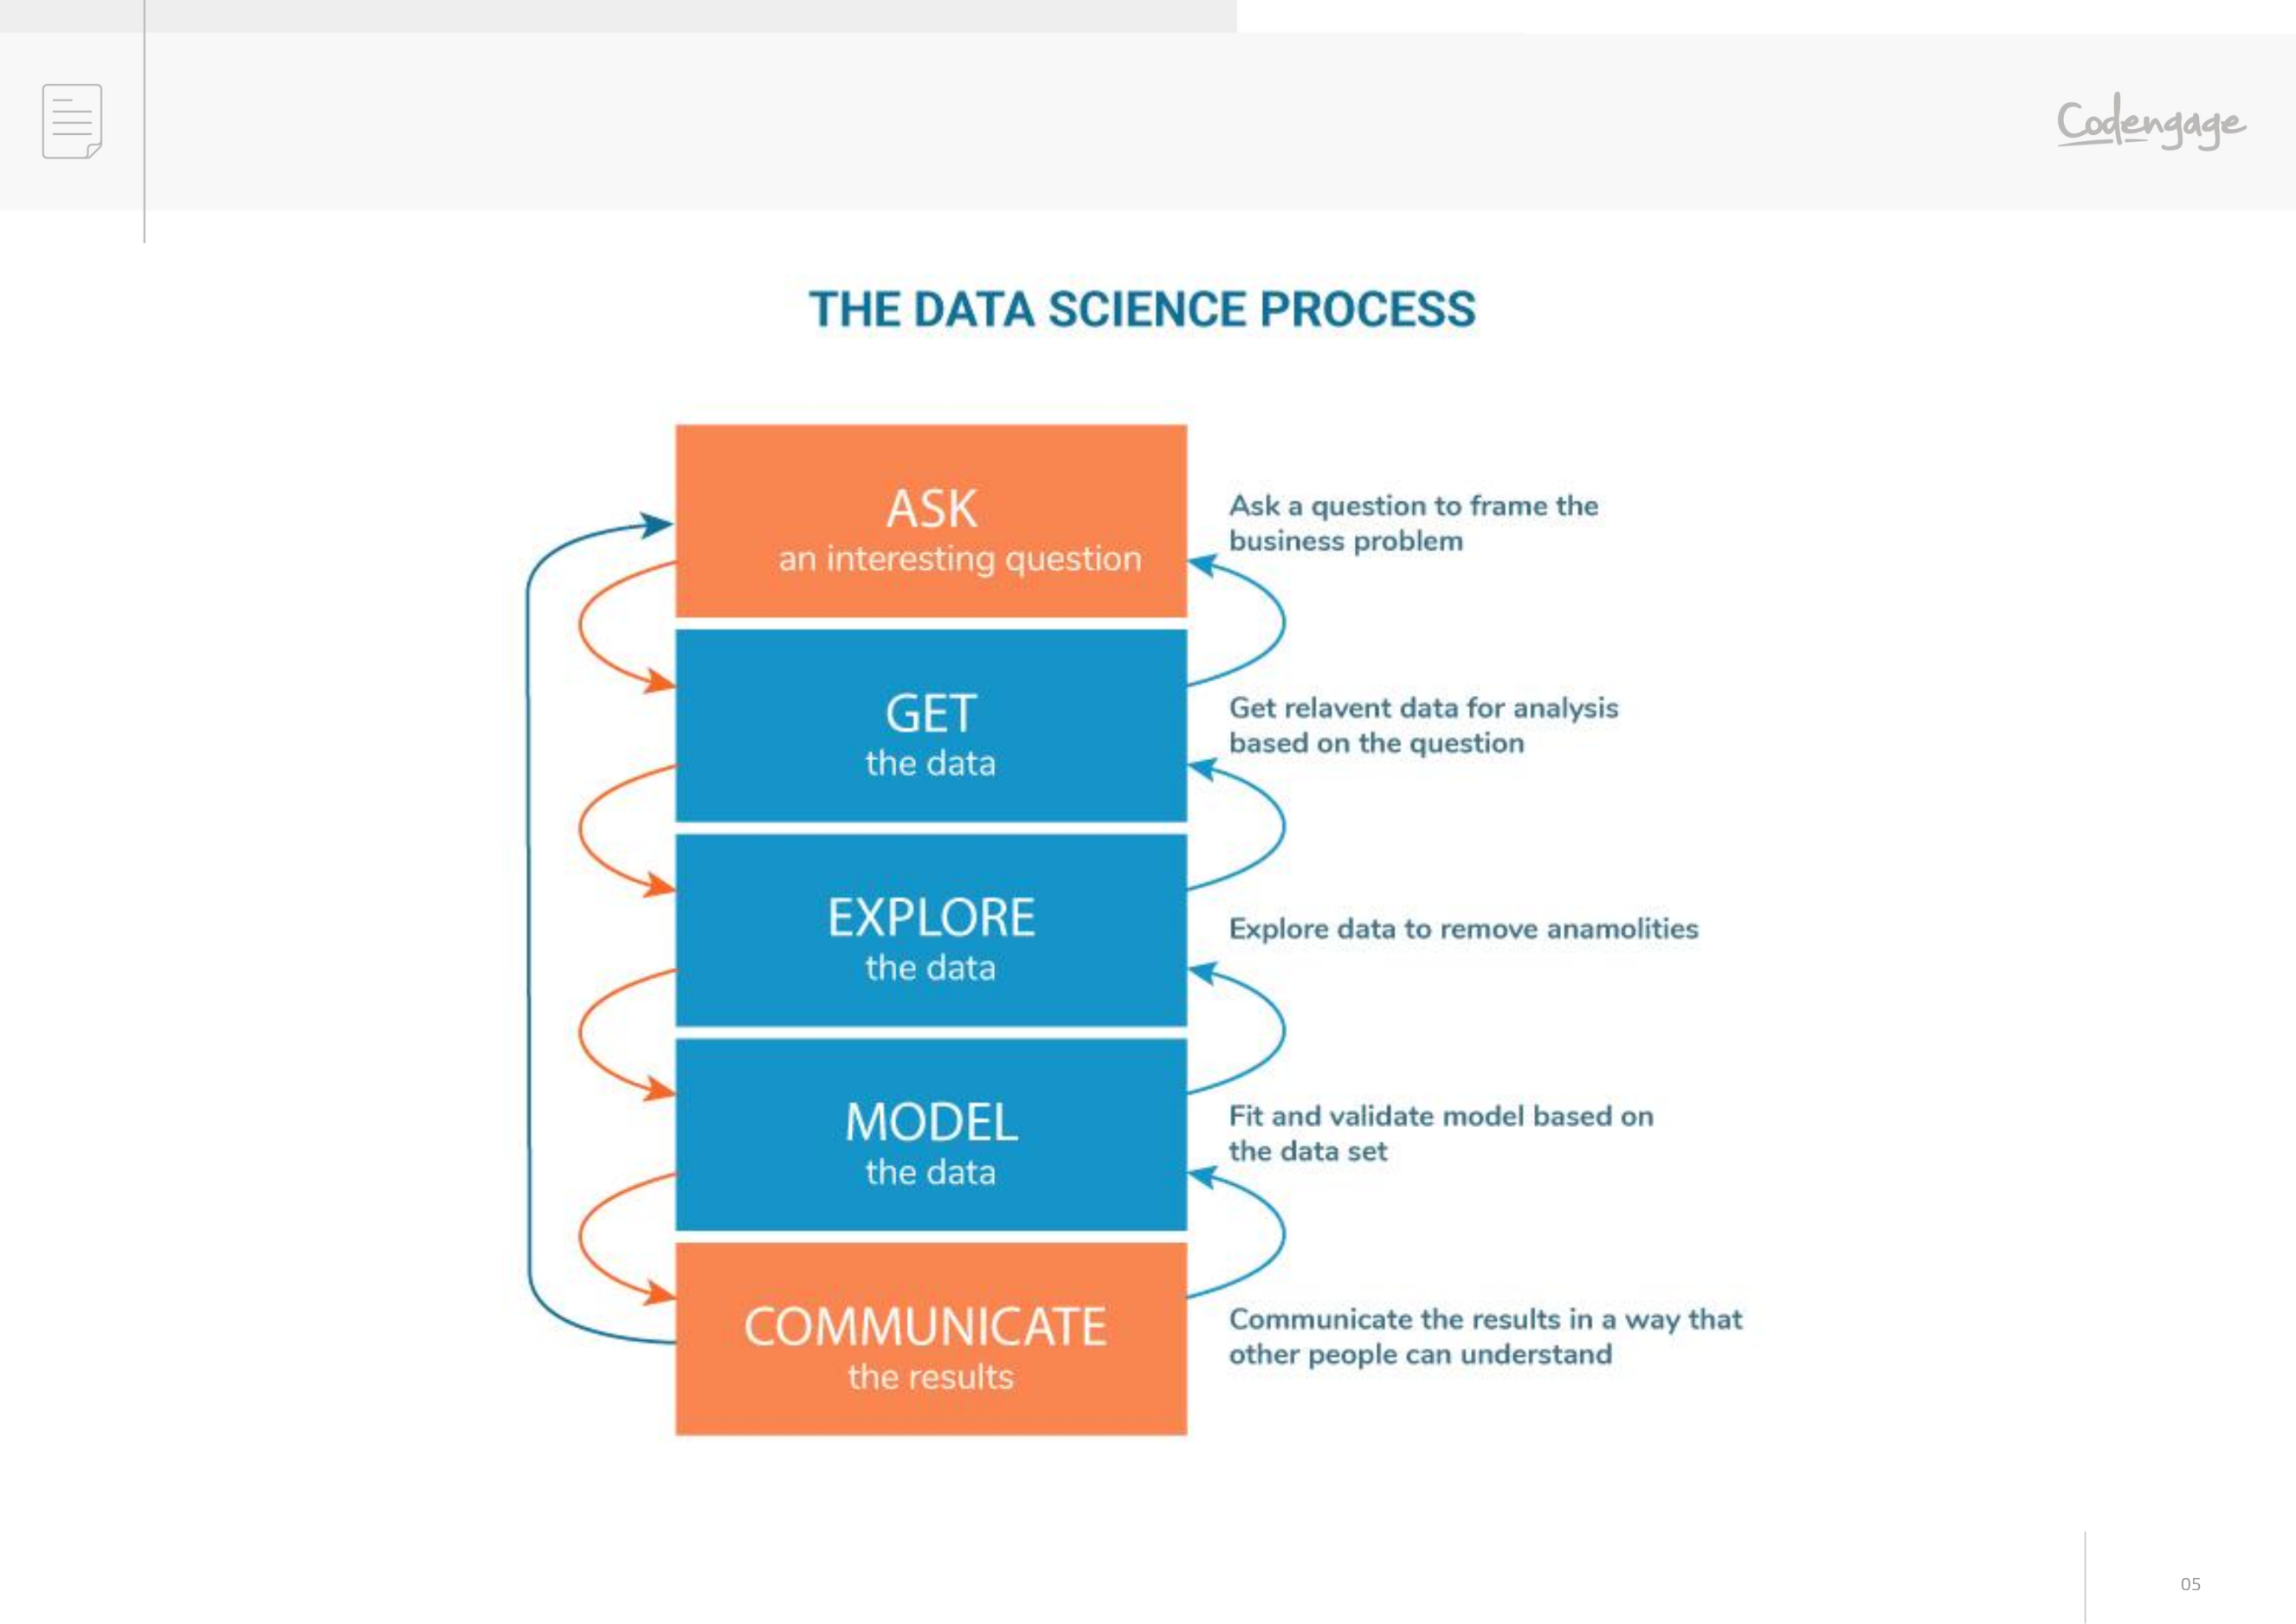 Codengage
THE DATA SCIENCE PROCESS
ASK
an interesting question
Ask a question to frame the
business problem
GET
the data
Get relavent data for analysis
based on the question
EXPLORE
the data
Explore data to remove anamolities
MODEL
the data
Fit and validate model based on
the data set
COMMUNICATE
the results
Communicate the results in a way that
other people can understand
05